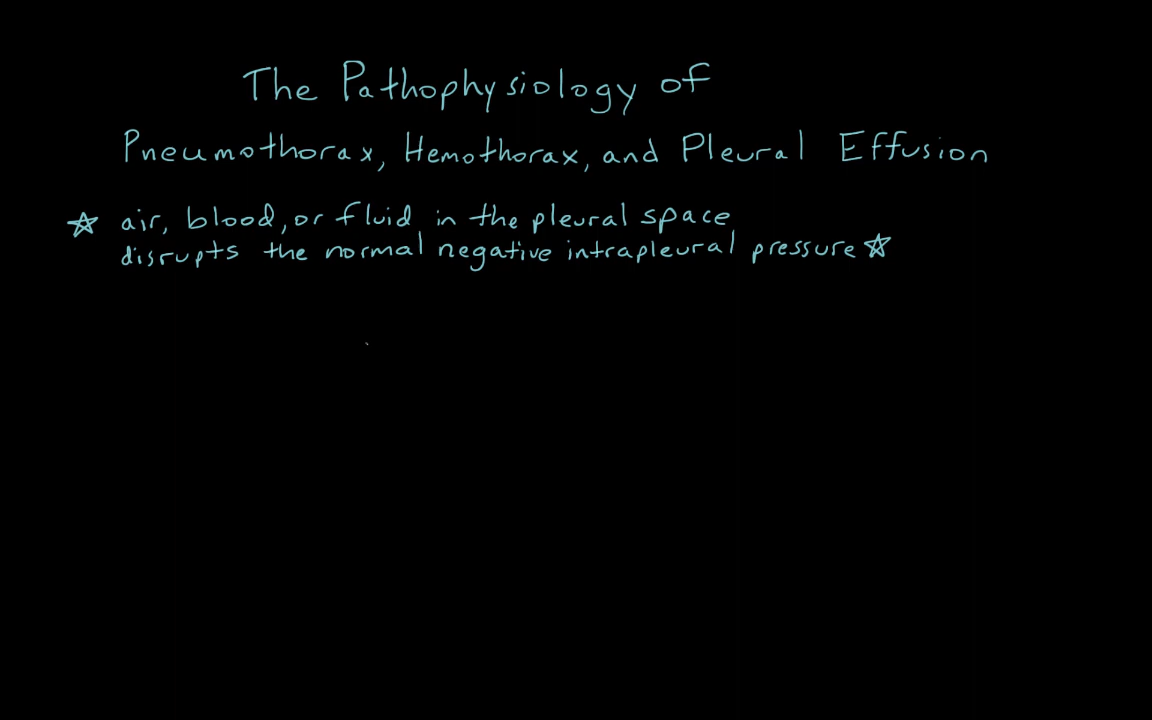 The Pathophysiology of
Pneumothorax, Hemothorax, and Pleural Effusion
☆ air, blood, or fluid in the pleural space
disrupts the normal negative intrapleural pressure ☆